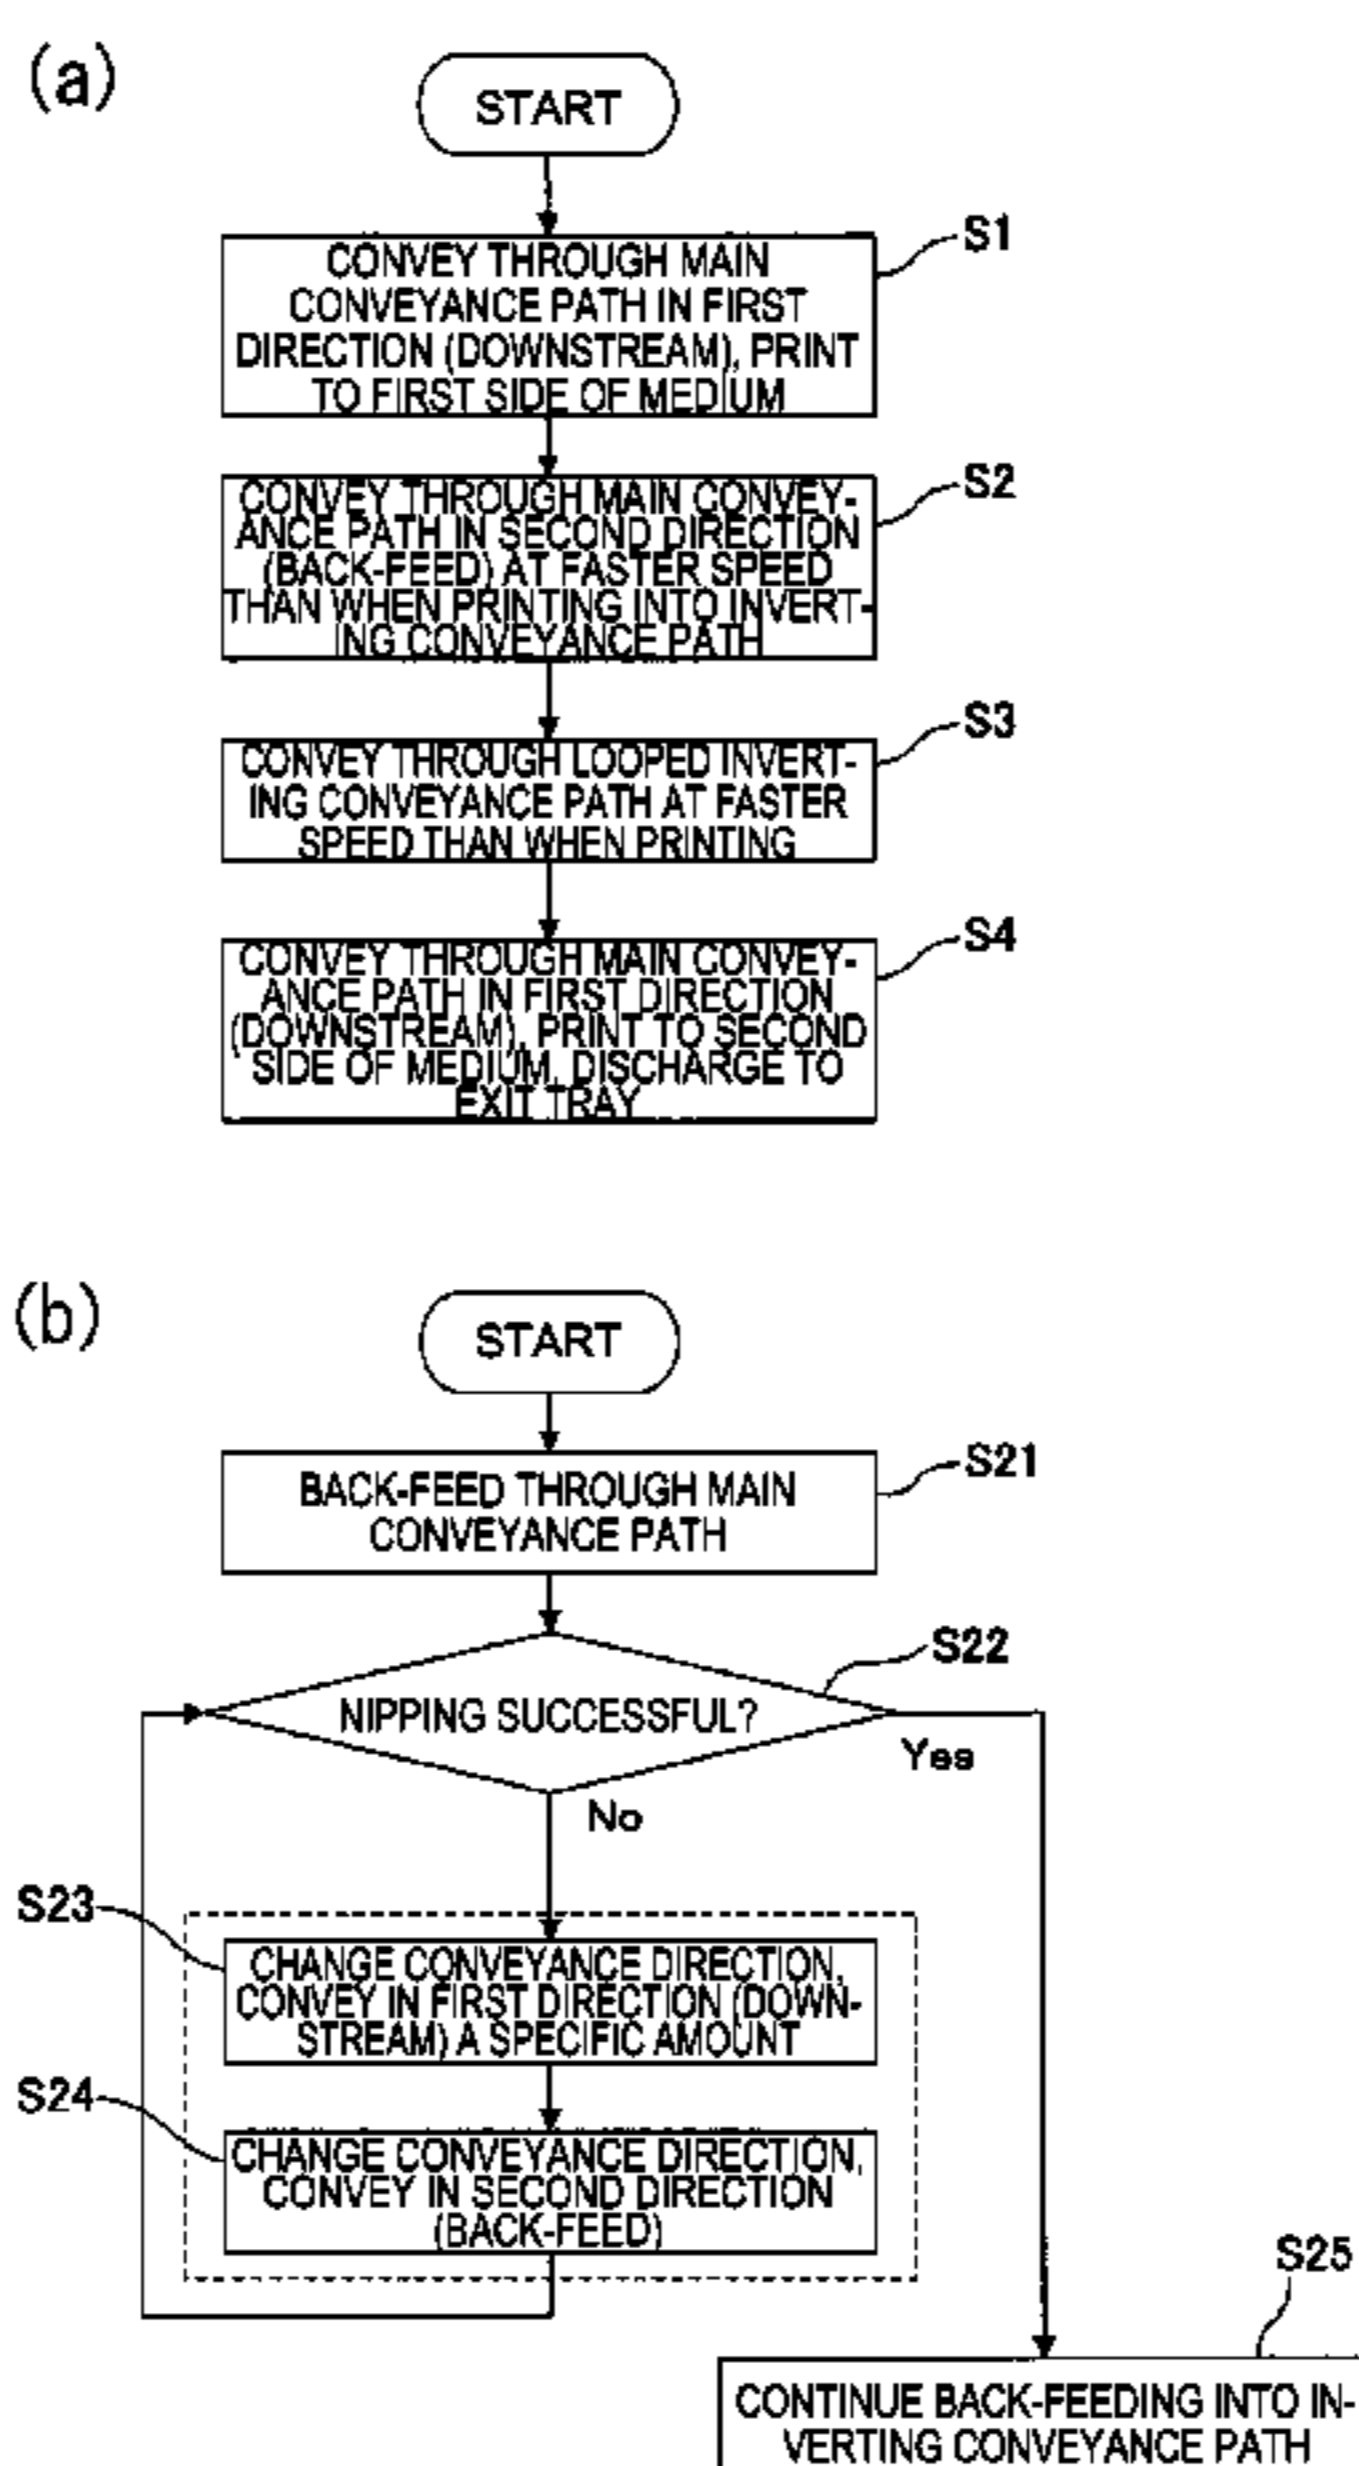 (a)
START
S1
CONVEY THROUGH MAIN
CONVEYANCE PATH IN FIRST
DIRECTION (DOWNSTREAM), PRINT
TO FIRST SIDE OF MEDIUM
S2
CONVEY THROUGH MAIN CONVEY-
ANCE PATH IN SECOND DIRECTION
(BACK-FEED) AT FASTER SPEED
THAN WHEN PRINTING INTO INVERT-
ING CONVEYANCE PATH
S3
CONVEY THROUGH LOOPED INVERT-
ING CONVEYANCE PATH AT FASTER
SPEED THAN WHEN PRINTING
S4
CONVEY THROUGH MAIN CONVEY-
ANCE PATH IN FIRST DIRECTION
(DOWNSTREAM), PRINT TO SECOND
SIDE OF MEDIUM, DISCHARGE TO
EXIT TRAY
(b)
START
S21
BACK-FEED THROUGH MAIN
CONVEYANCE PATH
S22
NIPPING SUCCESSFUL?
Yes
No
S23
CHANGE CONVEYANCE DIRECTION,
CONVEY IN FIRST DIRECTION (DOWN-
STREAM) A SPECIFIC AMOUNT
S24
CHANGE CONVEYANCE DIRECTION,
CONVEY IN SECOND DIRECTION
(BACK-FEED)
S25
CONTINUE BACK-FEEDING INTO IN-
VERTING CONVEYANCE PATH